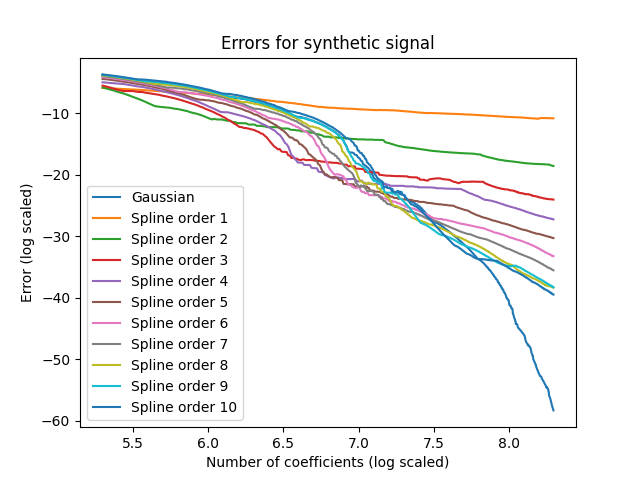 Errors for synthetic signal
Error (log scaled)
−10
−20
−30
−40
−50
−60
Gaussian
Spline order 1
Spline order 2
Spline order 3
Spline order 4
Spline order 5
Spline order 6
Spline order 7
Spline order 8
Spline order 9
Spline order 10
5.5 6.0 6.5 7.0 7.5 8.0
Number of coefficients (log scaled)